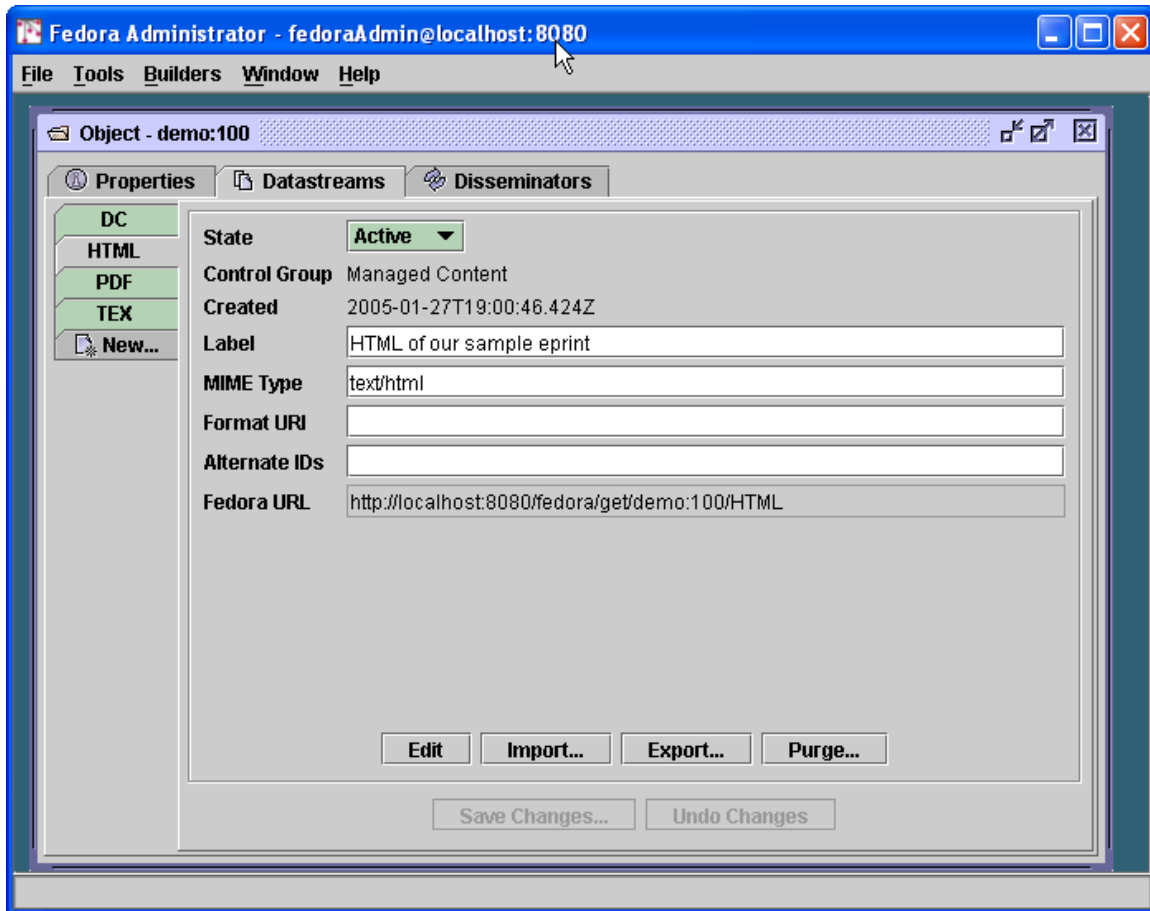 Fedora Administrator - fedoraAdmin@localhost:8080
File Tools Builders Window Help
Object - demo:100
Properties Datastreams Disseminators
DC
HTML
PDF
TEX
New...
State Active
Control Group Managed Content
Created 2005-01-27T19:00:46.424Z
Label HTML of our sample eprint
MIME Type text/html
Format URI
Alternate IDs
Fedora URL http://localhost:8080/fedora/get/demo:100/HTML
Edit Import... Export... Purge...
Save Changes... Undo Changes